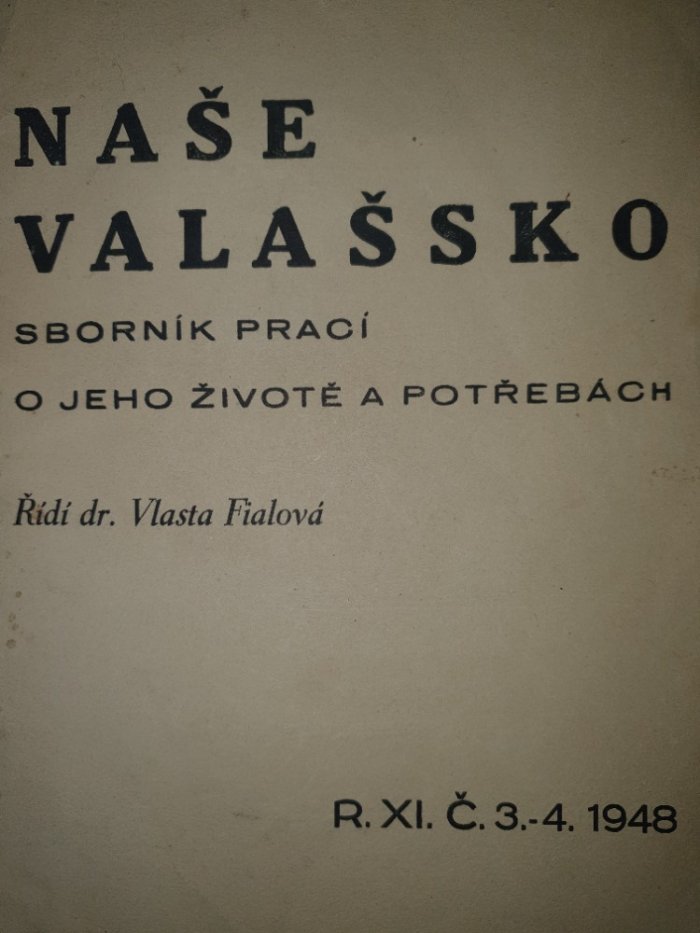 NAŠE
VALAŠSKO
SBORNÍK PRACÍ
O JEHO ŽIVOTĚ A POTŘEBÁCH
Řídí dr. Vlasta Fialová
R. XI. Č. 3.-4. 1948